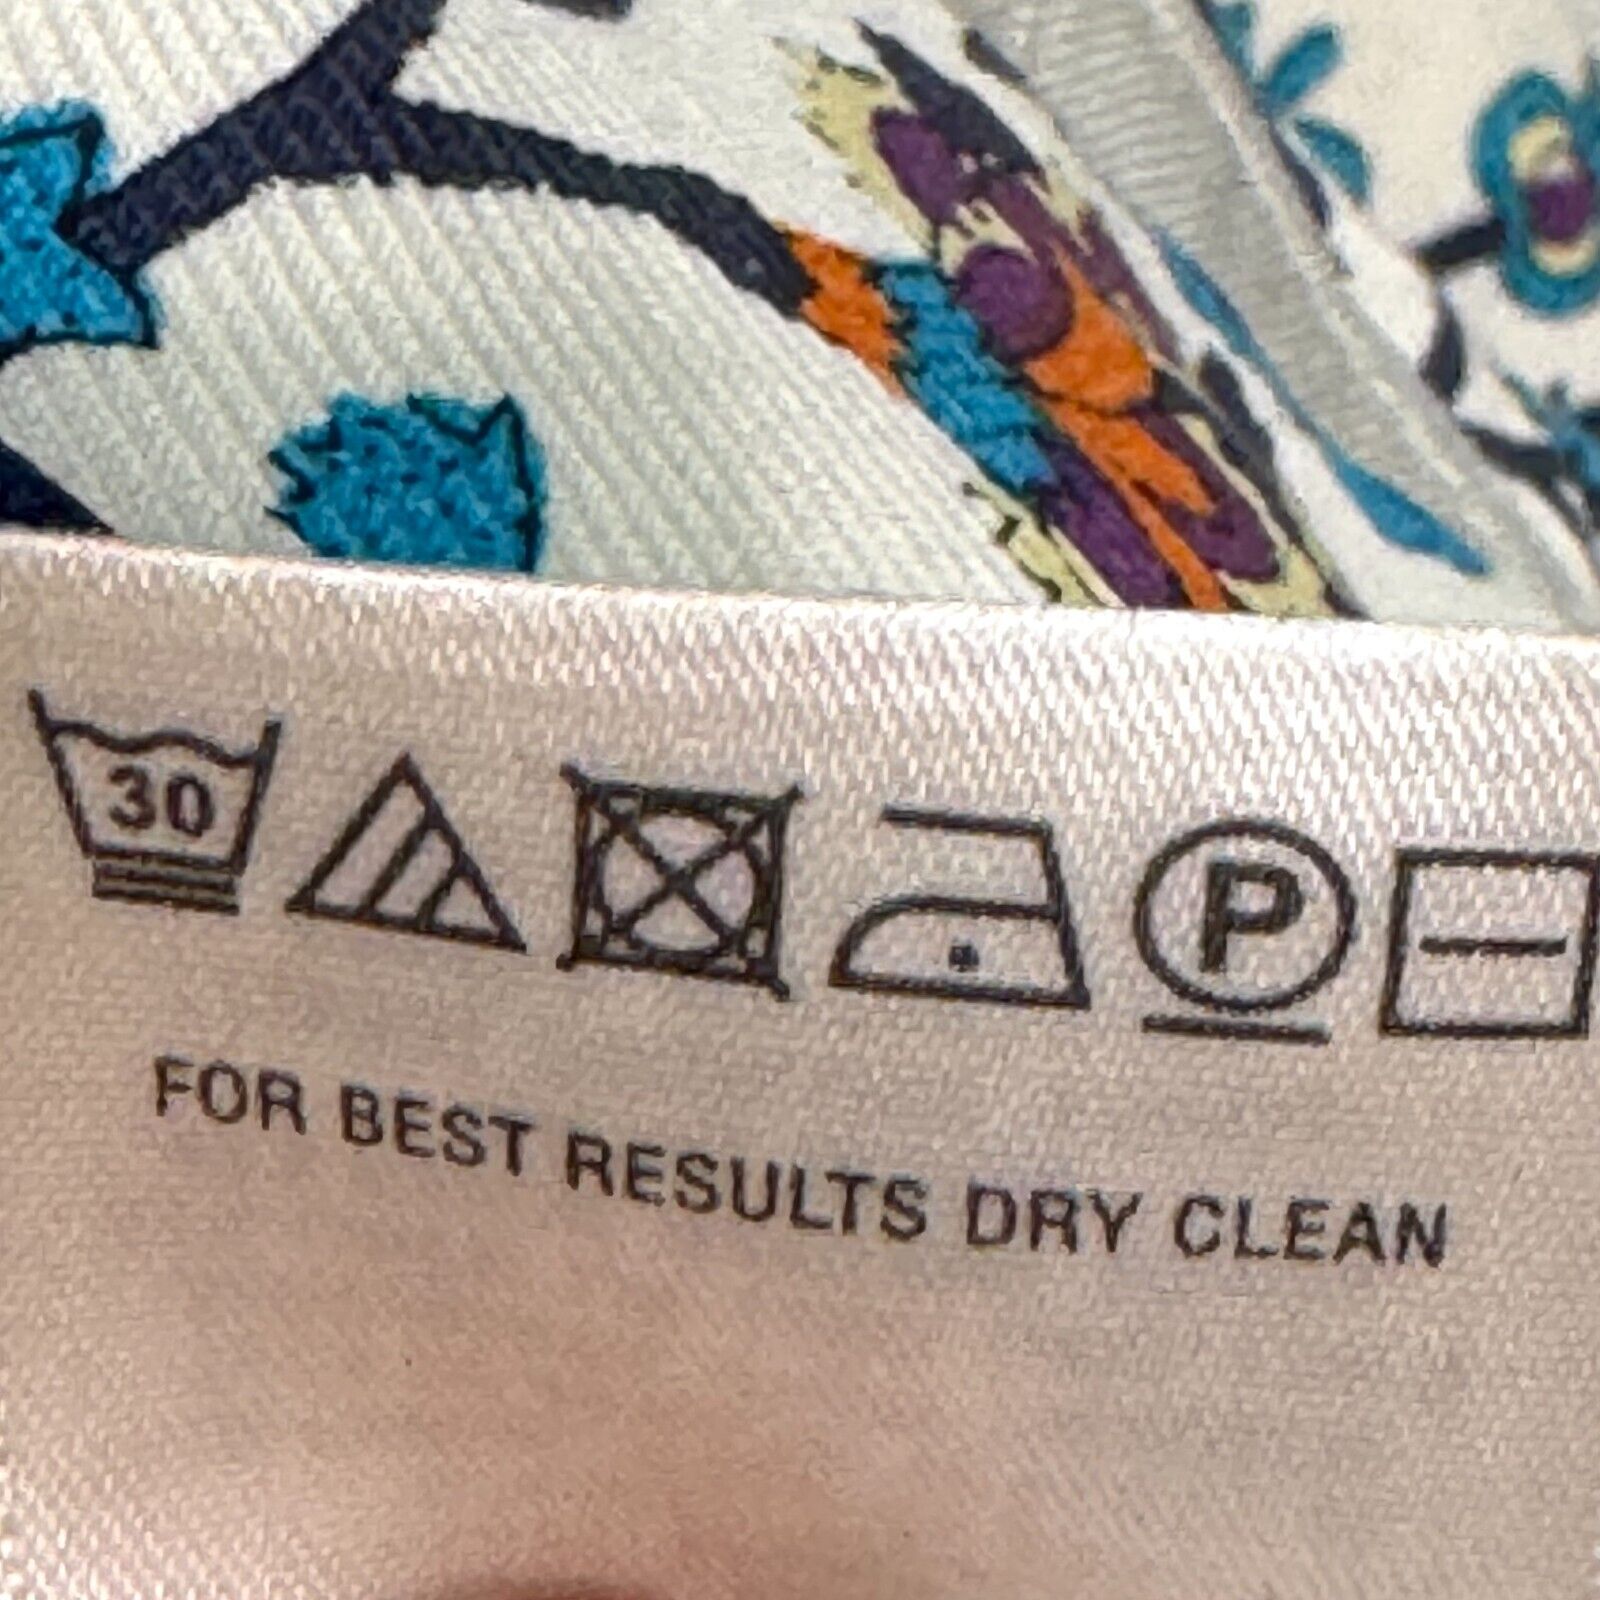 30 P
FOR BEST RESULTS DRY CLEAN